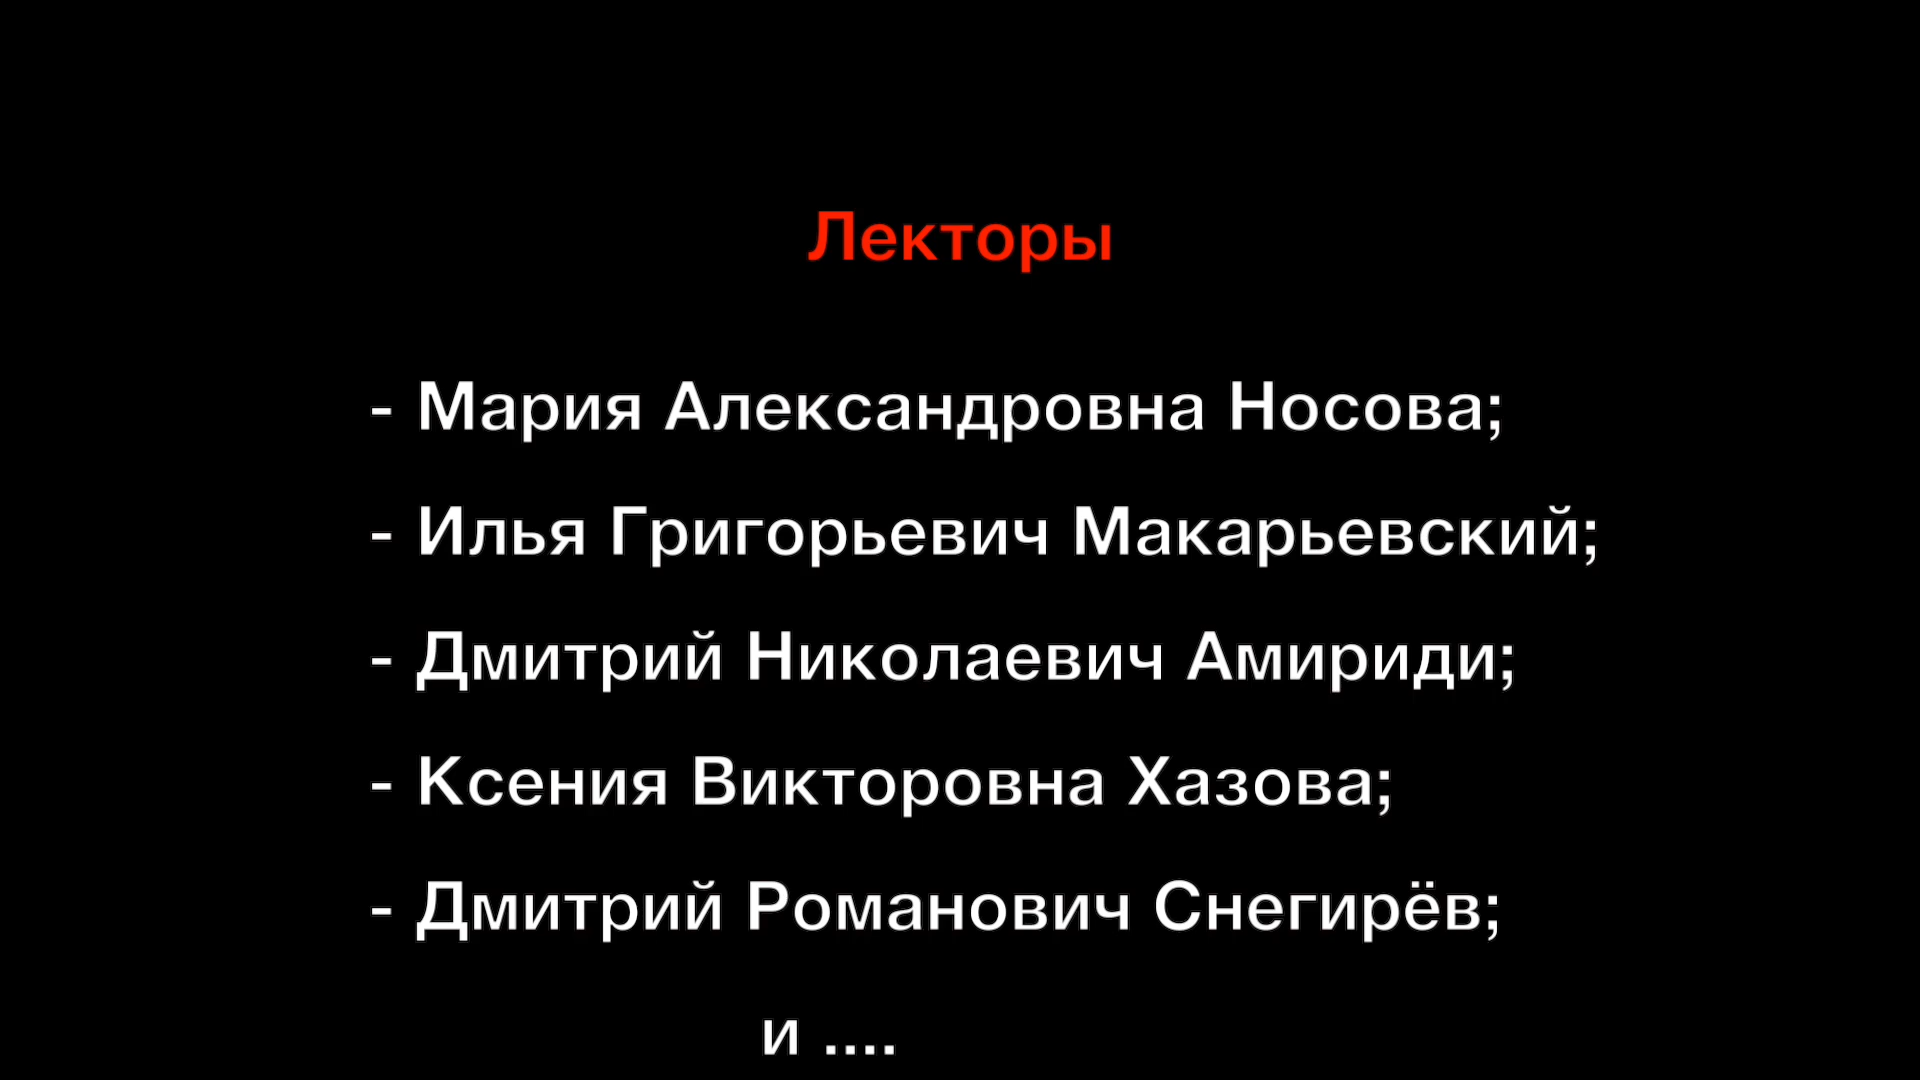 Лекторы
- Мария Александровна Носова;
- Илья Григорьевич Макарьевский;
- Дмитрий Николаевич Амириди;
- Ксения Викторовна Хазова;
- Дмитрий Романович Снегирёв;
и ....